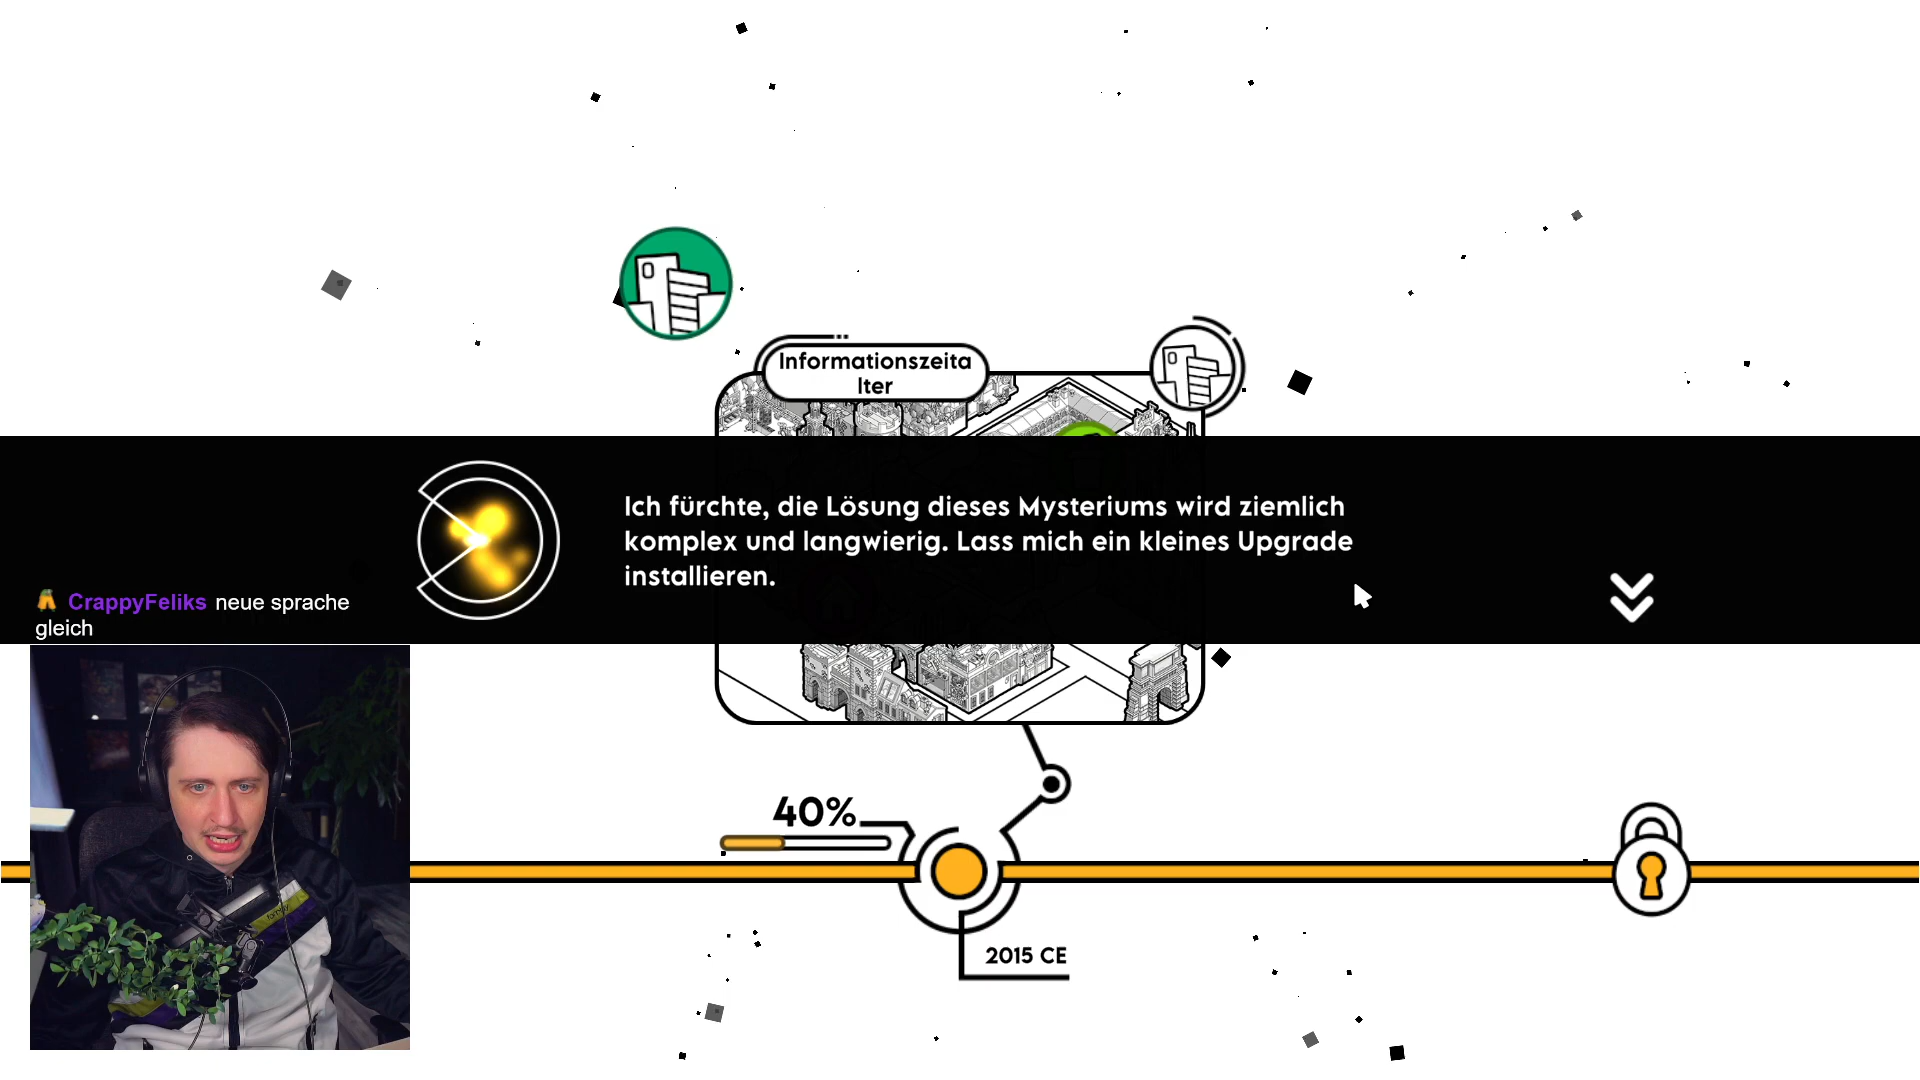 Informationszeita
lter
Ich fürchte, die Lösung dieses Mysteriums wird ziemlich
komplex und langwierig. Lass mich ein kleines Upgrade
installieren.
CrappyFeliks neue sprache
gleich
40%
2015 CE